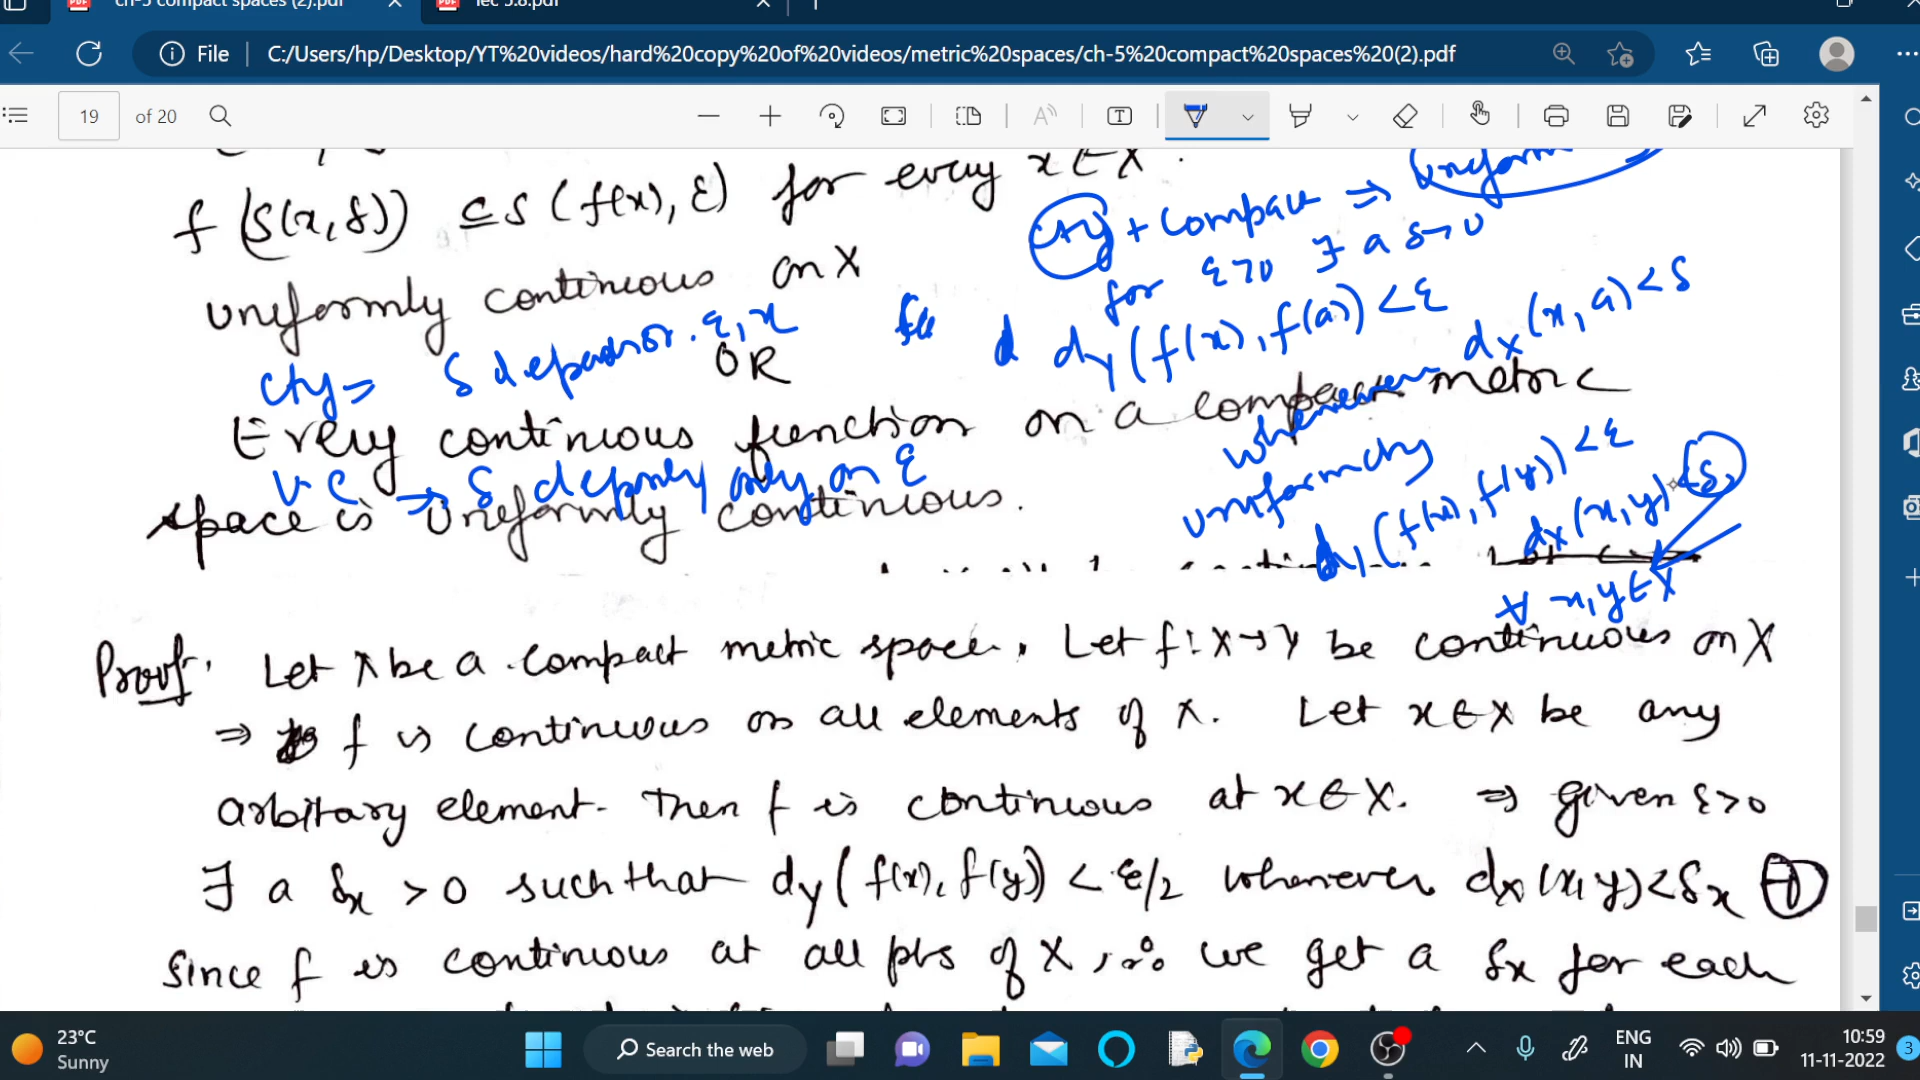 ch-5 compact spaces (2).pdf
lec 5.8.pdf
File
C:/Users/hp/Desktop/YT%20videos/hard%20copy%20of%20videos/metric%20spaces/ch-5%20compact%20spaces%20(2).pdf
19 of 20
f (S(x,δ)) ⊆ S (f(x), ε) for every x∈X.
cty + compact ⇒ Uniform
for ε>0 ∃ a δ>0
uniformly continuous on X
dy (f(x), f(a)) < ε
whenever dx (x, a) < δ
cty = δ depends on ε, x
OR
Every continuous function on a compact metric
U C → δ depends only on ε
space is Uniformly continuous.
uniformly
dy (f(x), f(y)) < ε
dx (x, y) < δ
∀ x, y ∈ X
Proof. Let X be a compact metric space. Let f: X→Y be continuous on X
⇒ f is continuous on all elements of X. Let x∈X be any
arbitrary element. Then f is continuous at x∈X. ⇒ given ε>0
∃ a δx > 0 such that dy (f(x), f(y)) < ε/2 whenever dx (x, y) < δx ①
Since f is continuous at all pts of X, ∴ we get a δx for each
23°C
Sunny
Search the web
ENG
IN
10:59
11-11-2022
3